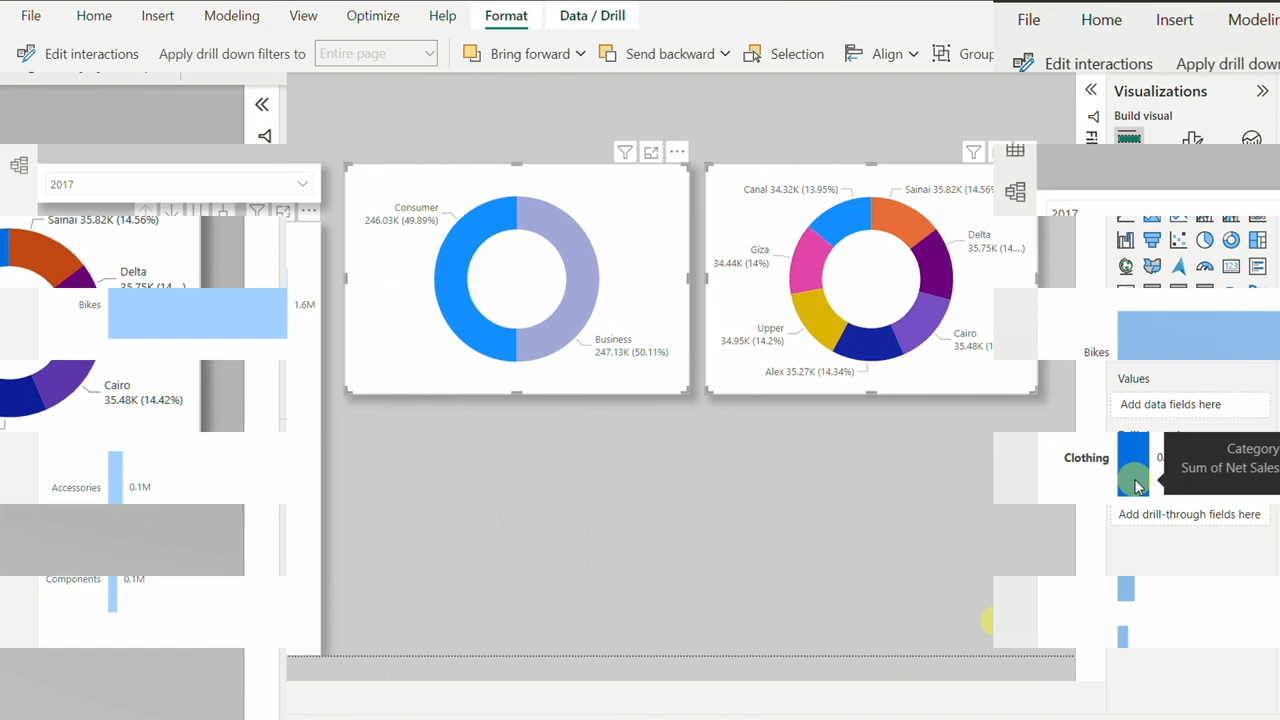 File Home Insert Modeling View Optimize Help Format Data / Drill
File Home Insert
Edit interactions Apply drill down filters to Entire page Bring forward Send backward Selection Align
Edit interactions
Visualizations
Build visual
2017
2017
Sainai 35.82K (14.56%)
Delta
Bikes
1.6M
Cairo
35.48K (14.42%)
Accessories
0.1M
Components
0.1M
Consumer
246.03K (49.89%)
Business
247.13K (50.11%)
Canal 34.32K (13.95%)
Sainai 35.82K
Delta
35.75K (14....)
Giza
34.44K (14%)
Upper
34.95K (14.2%)
Cairo
35.48K
Alex 35.27K (14.34%)
Bikes
Values
Add data fields here
Clothing
Category
Sum of Net Sales
Add drill-through fields here